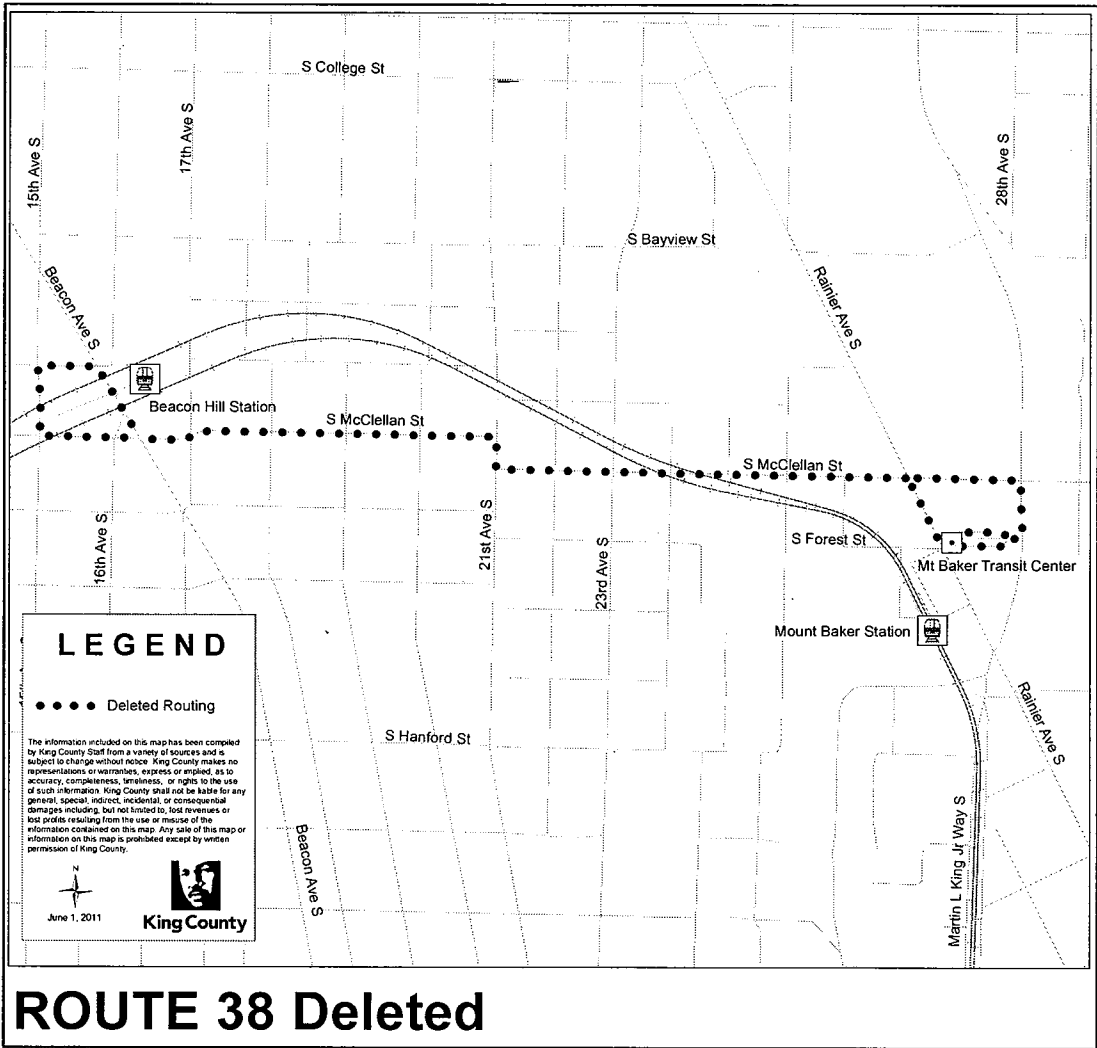 S College St
15th Ave S
17th Ave S
28th Ave S
S Bayview St
Beacon Ave S
Rainier Ave S
Beacon Hill Station
S McClellan St
S McClellan St
16th Ave S
21st Ave S
23rd Ave S
S Forest St
Mt Baker Transit Center
Mount Baker Station
Rainier Ave S
S Hanford St
Beacon Ave S
Martin L King Jr Way S
LEGEND
Deleted Routing
The information included on this map has been compiled
by King County Staff from a variety of sources and is
subject to change without notice. King County makes no
representations or warranties, express or implied, as to
accuracy, completeness, timeliness, or rights to the use
of such information. King County shall not be liable for any
general, special, indirect, incidental, or consequential
damages including, but not limited to, lost revenues or
lost profits resulting from the use or misuse of the
information contained on this map. Any sale of this map or
information on this map is prohibited except by written
permission of King County.
N
June 1, 2011
King County
ROUTE 38 Deleted